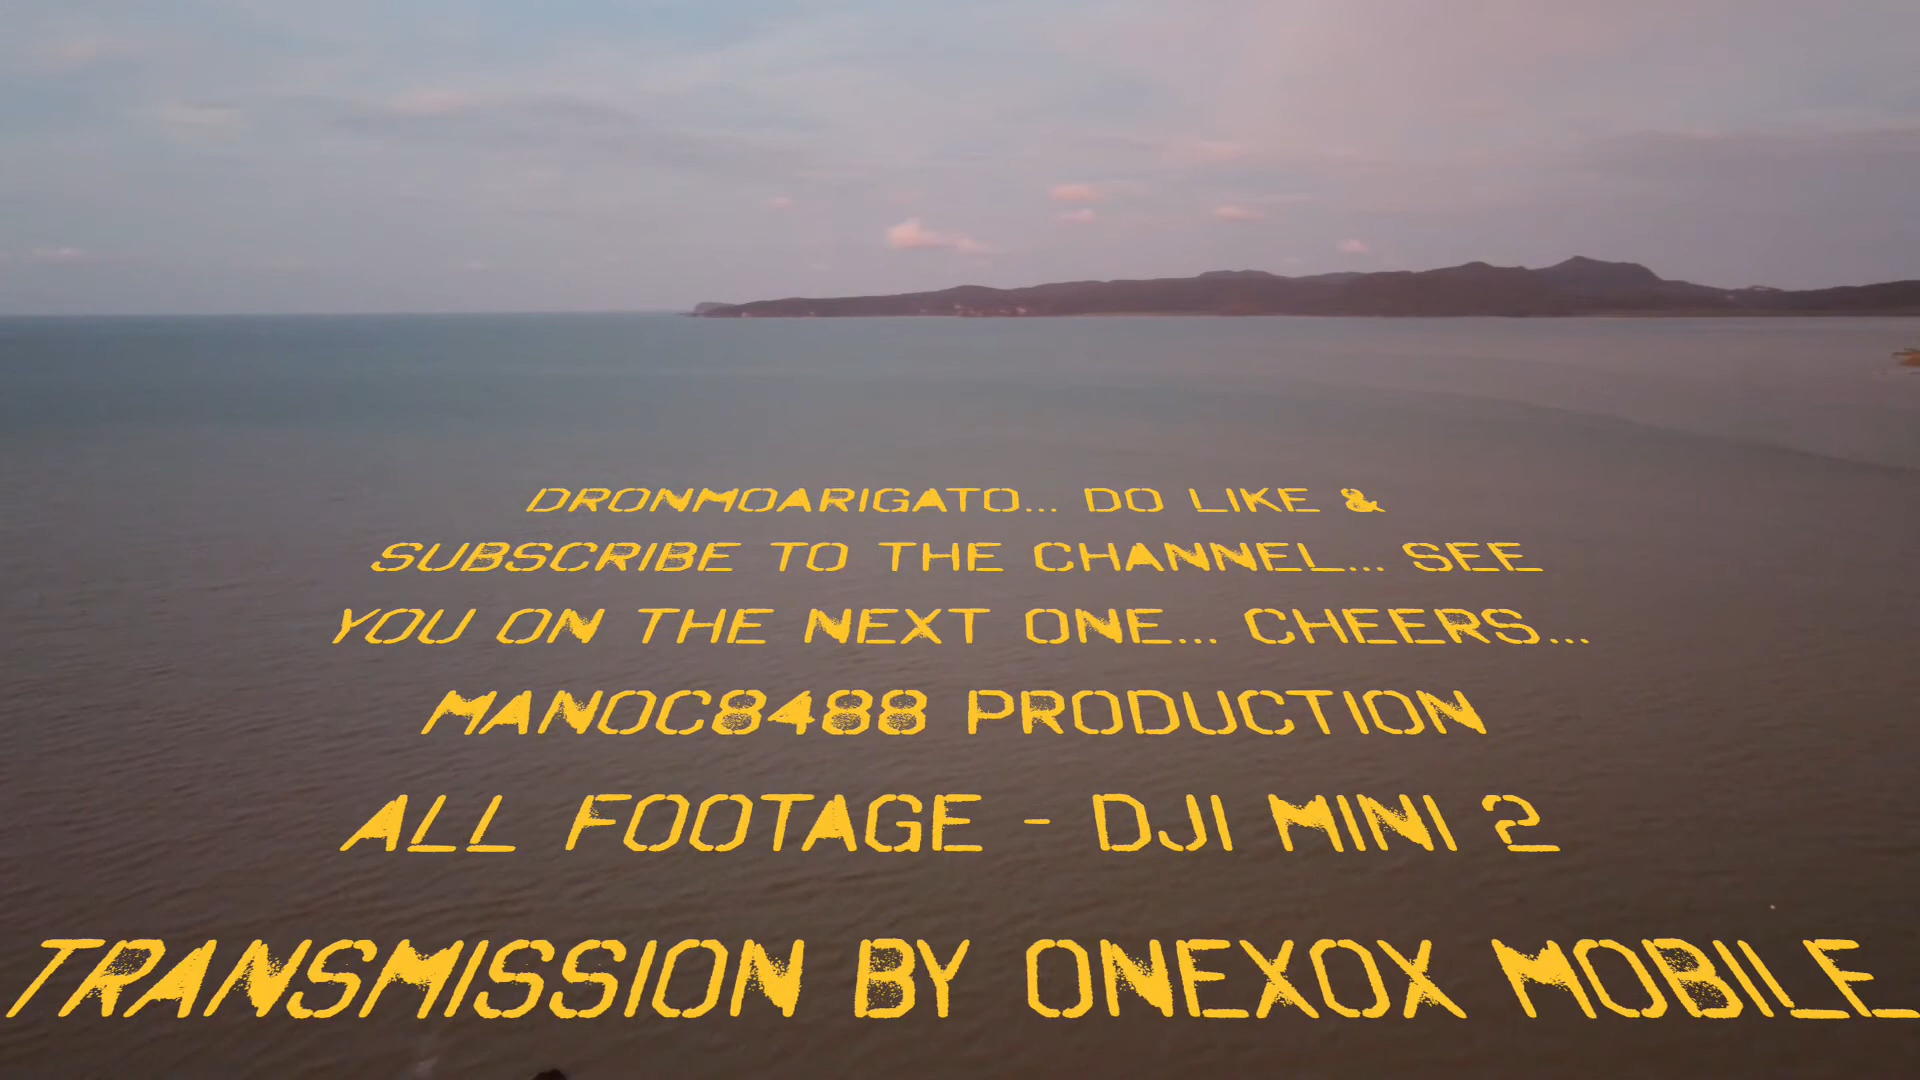 DRONMOARIGATO... DO LIKE &
SUBSCRIBE TO THE CHANNEL... SEE
YOU ON THE NEXT ONE... CHEERS...
MANOC8488 PRODUCTION
ALL FOOTAGE - DJI MINI 2
TRANSMISSION BY ONEXOX MOBILE